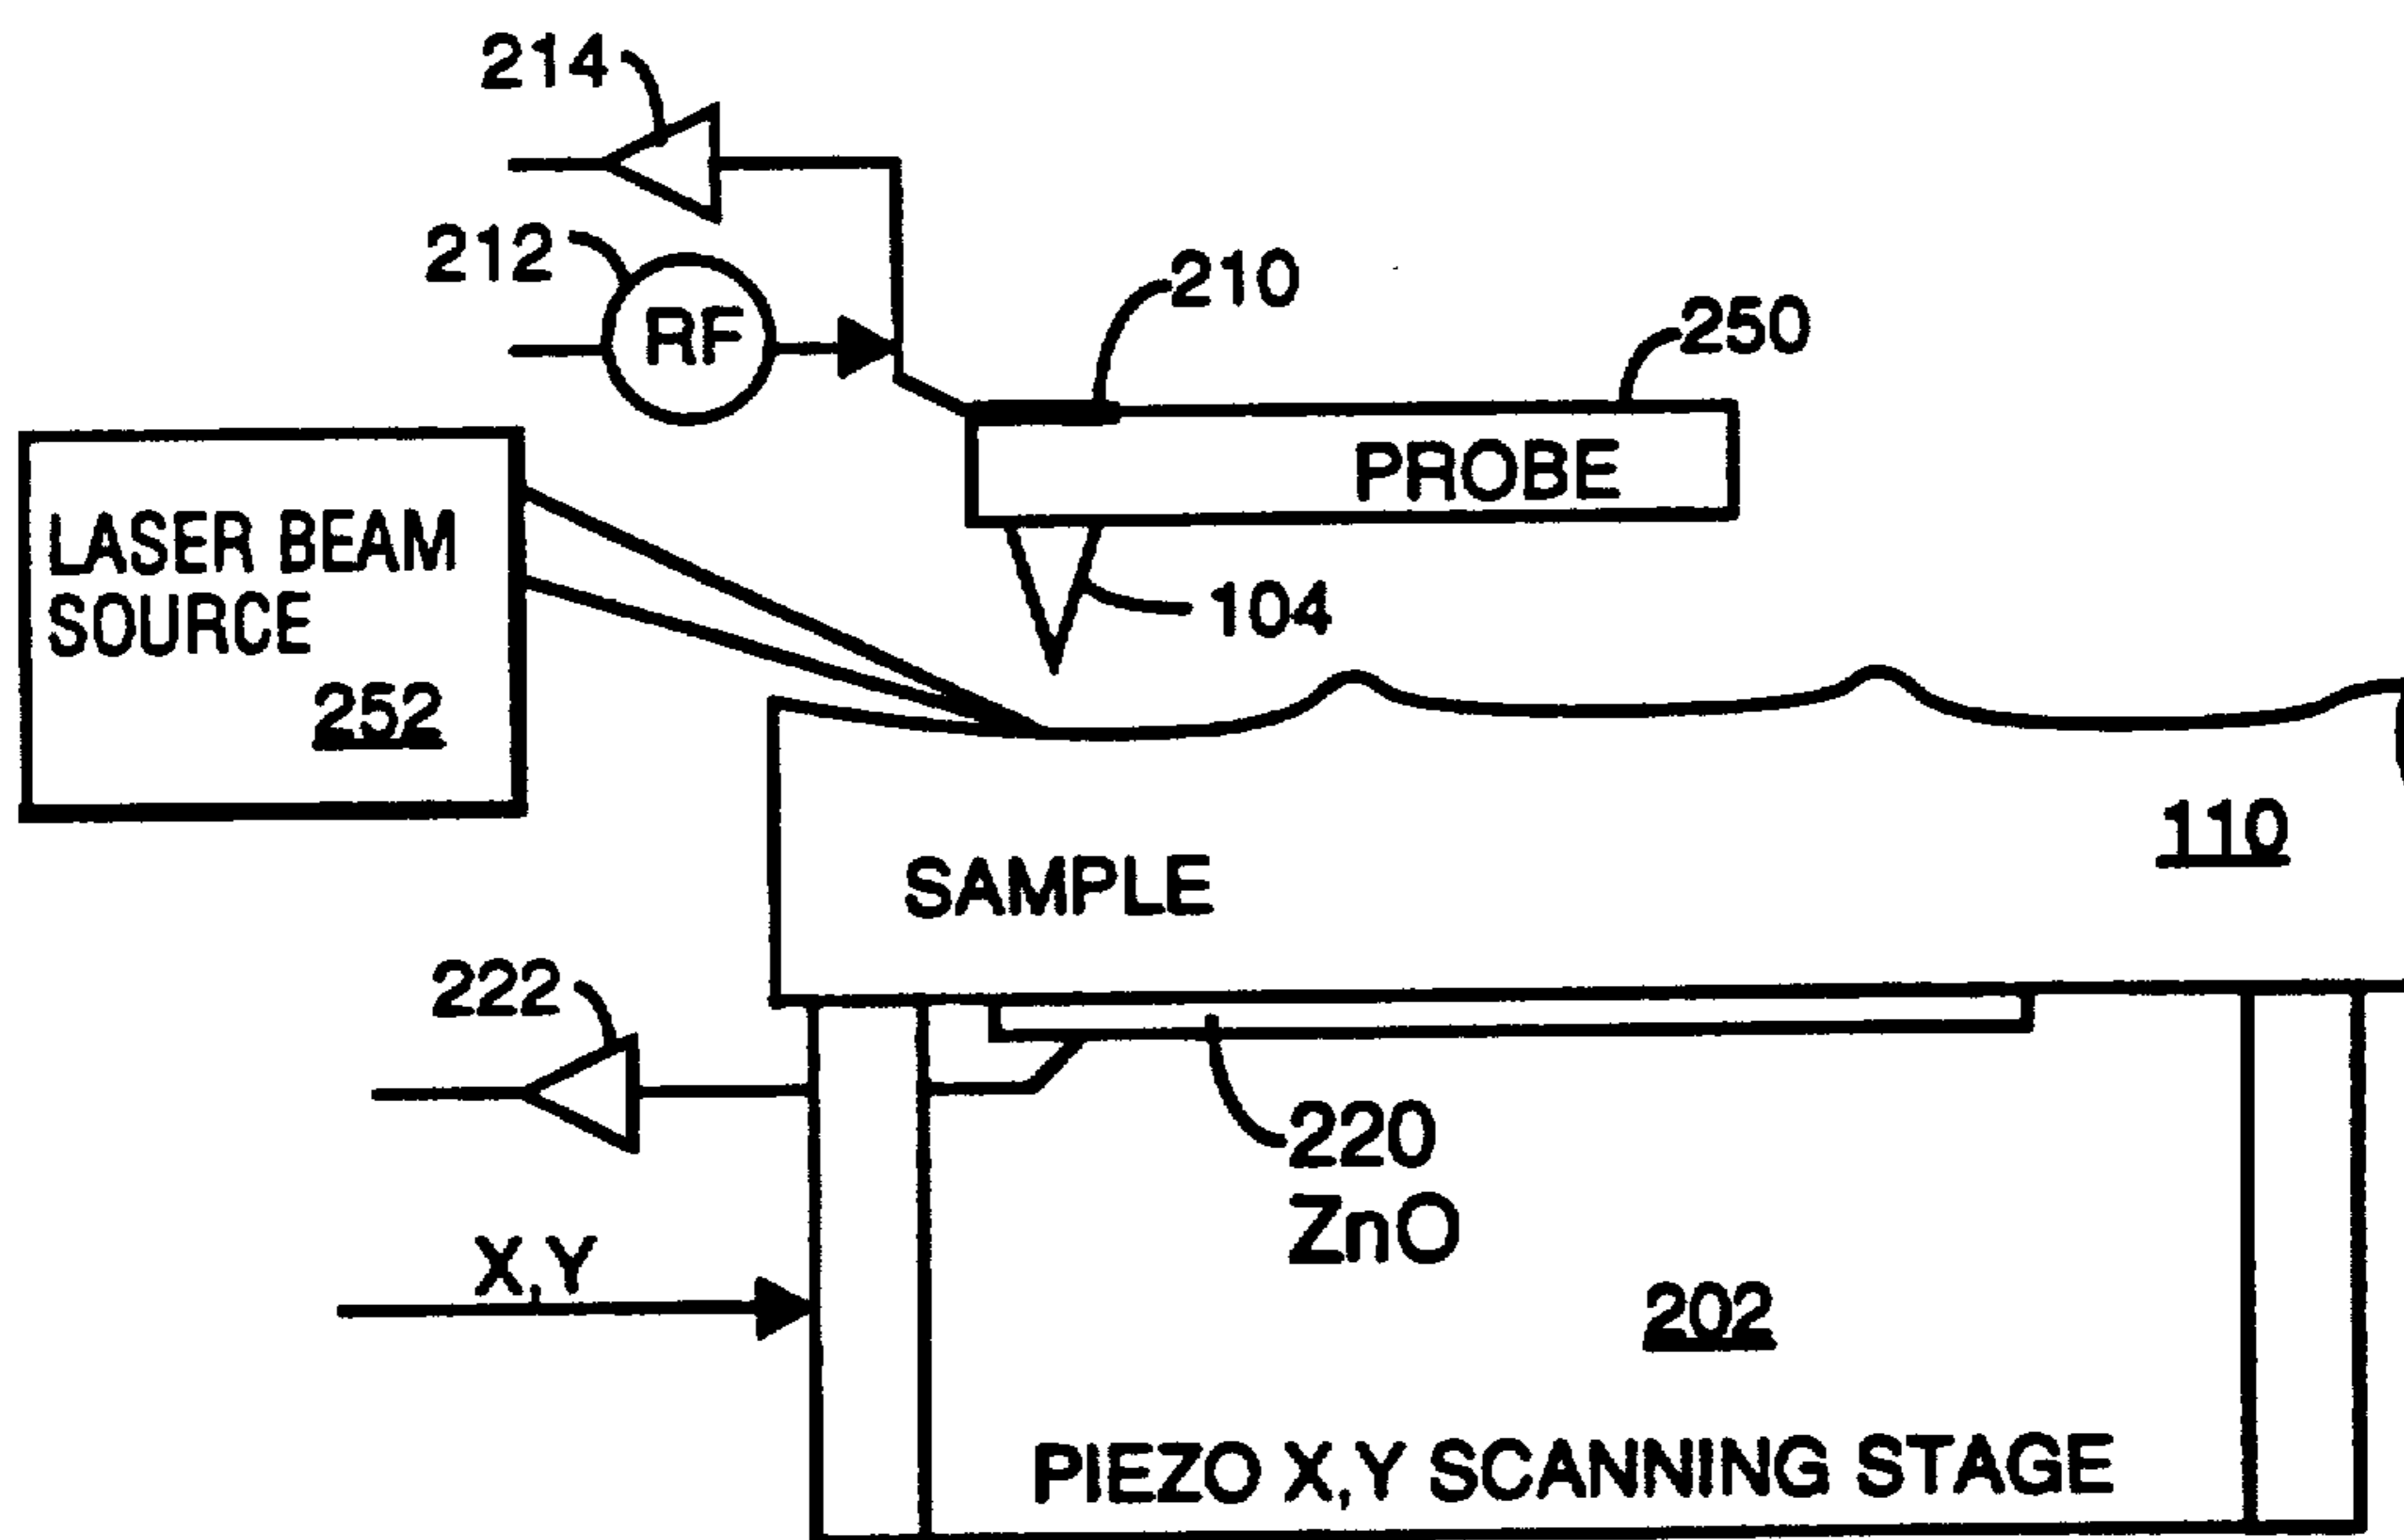 214
212
RF
210
250
PROBE
LASER BEAM
SOURCE
252
104
110
SAMPLE
222
220
ZnO
X,Y
202
PIEZO X,Y SCANNING STAGE